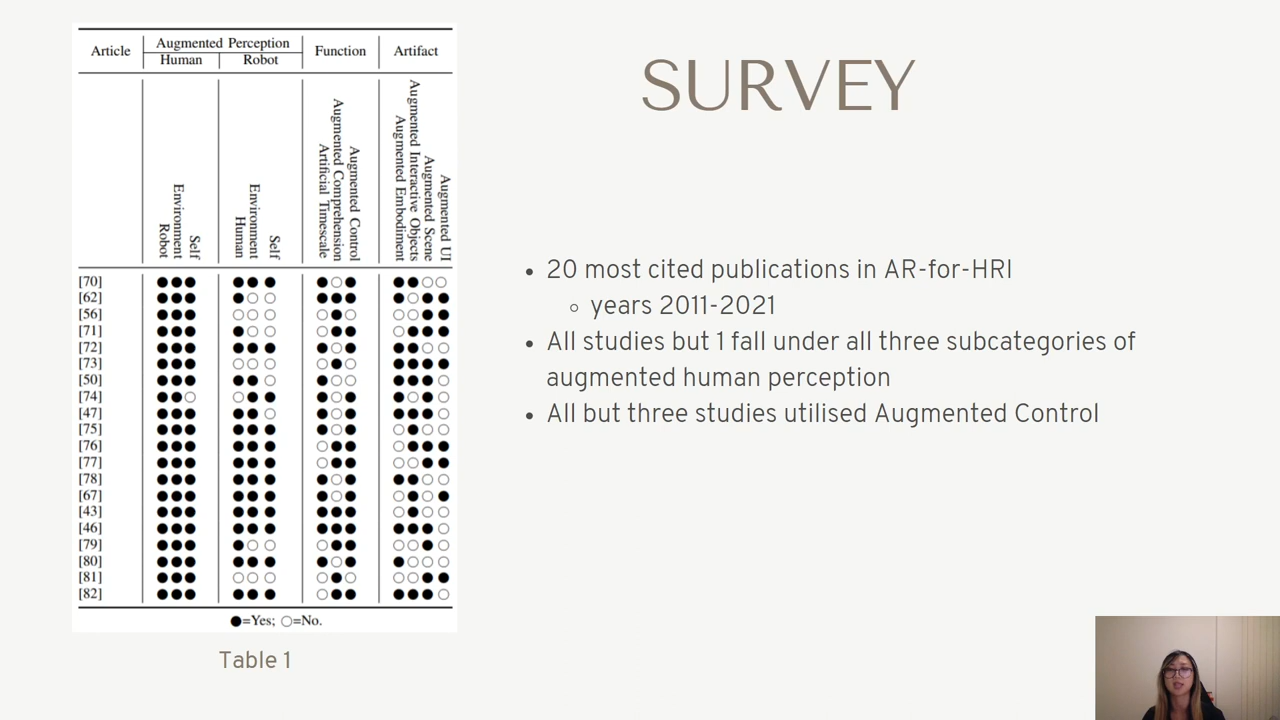 Article
Augmented Perception
Function
Artifact
Human
Robot
Robot
Environment
Self
Human
Environment
Self
Artificial Timescale
Augmented Comprehension
Augmented Control
Augmented Embodiment
Augmented Interactive Objects
Augmented Scene
Augmented UI
[70] ●●● ●●● ●○● ●●○○
[62] ●●● ●○○ ●●● ●○●●
[56] ●●● ○○○ ○●○ ○○●●
[71] ●●● ●○○ ○●● ○●●●
[72] ●●● ●●● ●○● ●●○○
[73] ●●● ○○○ ○●○ ●●●●
[50] ●●● ●●○ ●○○ ●●●○
[74] ●●○ ○●● ●○● ○●●○
[47] ●●● ●●○ ●○● ●●●○
[75] ●●● ●●● ●○● ○●○○
[76] ●●● ●●● ○●● ○●●●
[77] ●●● ●●● ○●● ○○●●
[78] ●●● ●●● ●○● ●●○○
[67] ●●● ●●● ●○● ○●○●
[43] ●●● ●●● ●●● ○●○○
[46] ●●● ●●● ●●● ●●●○
[79] ●●● ●○○ ○●● ○○●○
[80] ●●● ●●● ●○● ●○○○
[81] ●●● ○○○ ○●○ ○○●●
[82] ●●● ●●● ○●● ●●●○
●=Yes; ○=No.
Table 1
SURVEY
• 20 most cited publications in AR-for-HRI
○ years 2011-2021
• All studies but 1 fall under all three subcategories of
augmented human perception
• All but three studies utilised Augmented Control